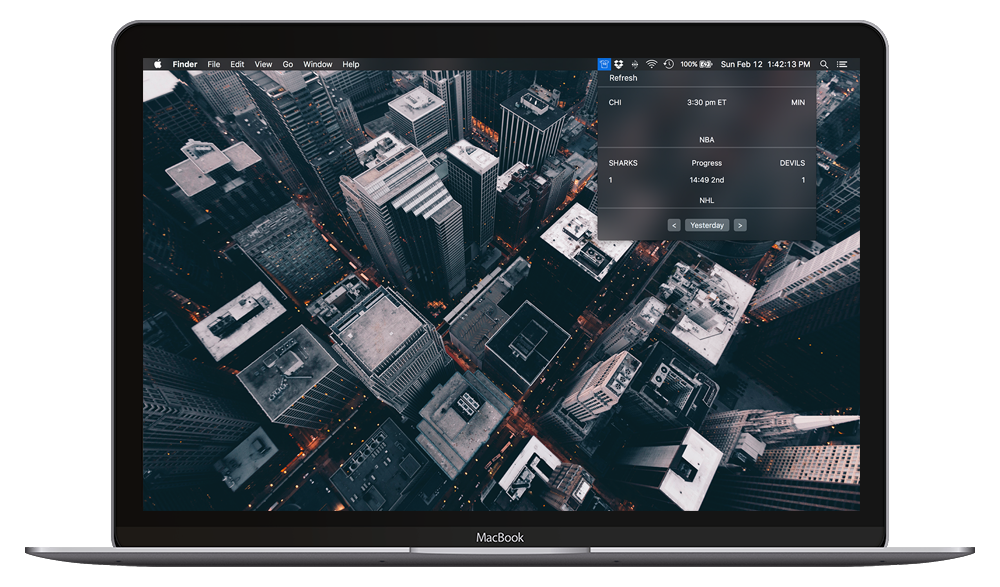 Finder File Edit View Go Window Help 100% Sun Feb 12 1:42:13 PM
Refresh
CHI 3:30 pm ET MIN
NBA
SHARKS Progress DEVILS
1 14:49 2nd 1
NHL
< Yesterday >
MacBook